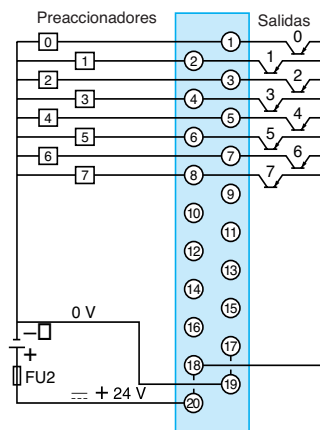 Preaccionadores Salidas
0 1 0
1 2 1
2 3 2
3 4 3
4 5 4
5 6 5
6 7 6
7 8 7
9
10
11
12
13
14
15
16
0 V 17
– 18
+ 19
FU2
+ 24 V 20